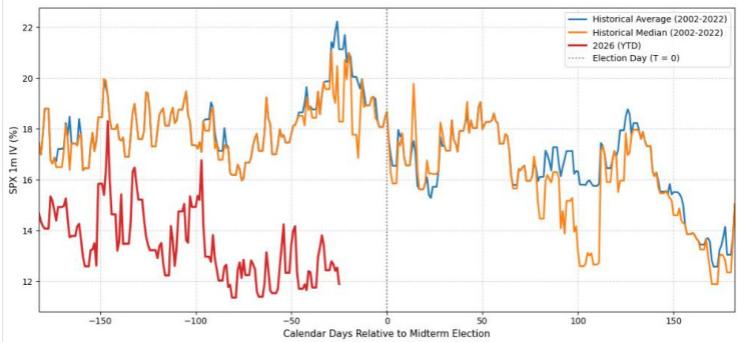 22
20
18
16
14
12
SPX 1m IV (%)
Historical Average (2002-2022)
Historical Median (2002-2022)
2026 (YTD)
Election Day (T = 0)
−150
−100
−50
0
50
100
150
Calendar Days Relative to Midterm Election